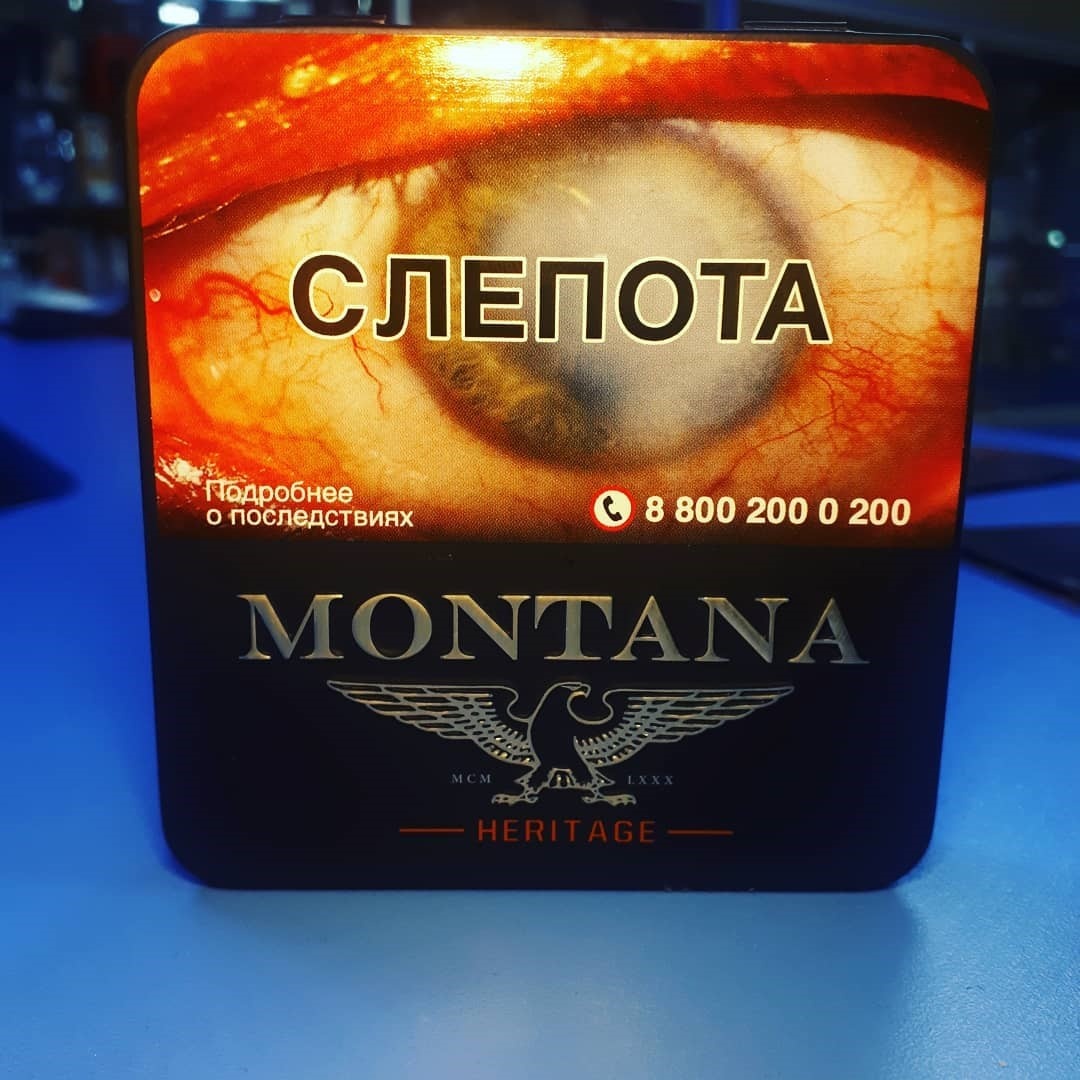 СЛЕПОТА
Подробнее
о последствиях
8 800 200 0 200
MONTANA
MCM LXXX
HERITAGE